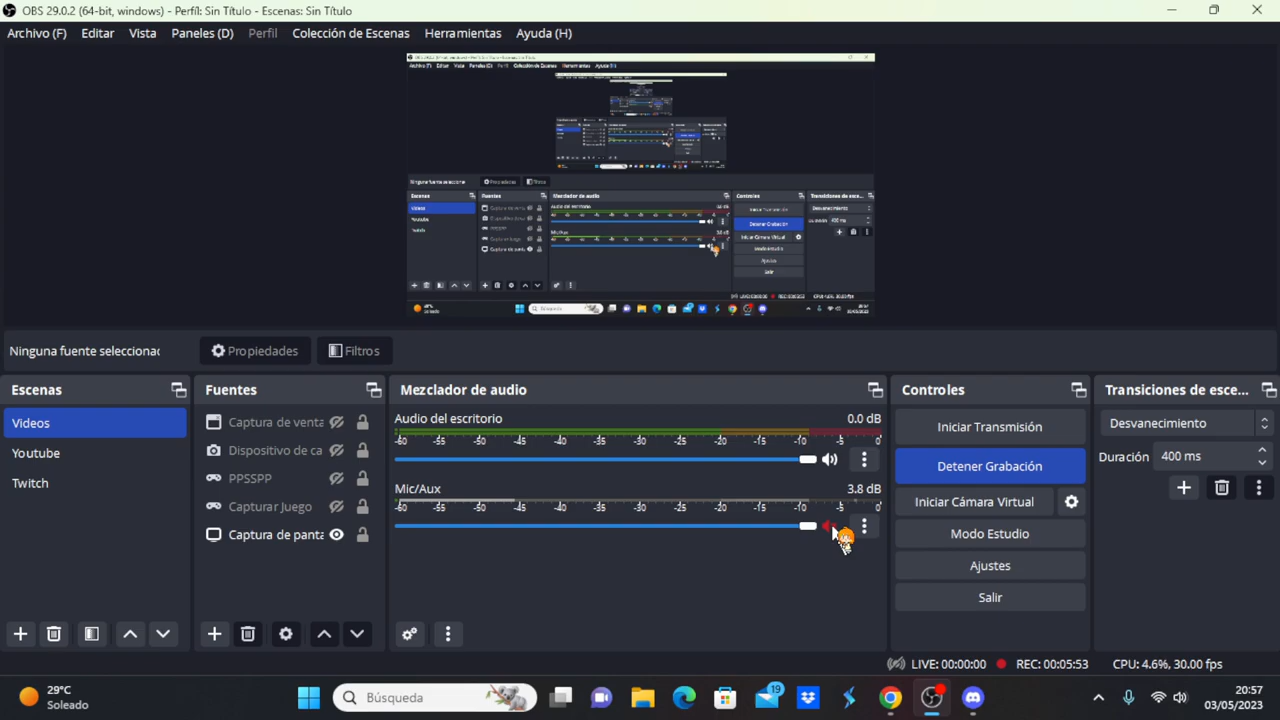 OBS 29.0.2 (64-bit, windows) - Perfíl: Sin Título - Escenas: Sin Título
Archivo (F) Editar Vista Paneles (D) Perfil Colección de Escenas Herramientas Ayuda (H)
Ninguna fuente seleccionac Propiedades Filtros
Escenas
Videos
Youtube
Twitch
Fuentes
Captura de venta
Dispositivo de ca
PPSSPP
Capturar Juego
Captura de panta
Mezclador de audio
Audio del escritorio 0.0 dB
-60 -55 -50 -45 -40 -35 -30 -25 -20 -15 -10 -5 0
Mic/Aux 3.8 dB
-60 -55 -50 -45 -40 -35 -30 -25 -20 -15 -10 -5 0
Controles
Iniciar Transmisión
Detener Grabación
Iniciar Cámara Virtual
Modo Estudio
Ajustes
Salir
Transiciones de esce...
Desvanecimiento
Duración 400 ms
LIVE: 00:00:00 REC: 00:05:53 CPU: 4.6%, 30.00 fps
29°C
Soleado
Búsqueda
19
20:57
03/05/2023